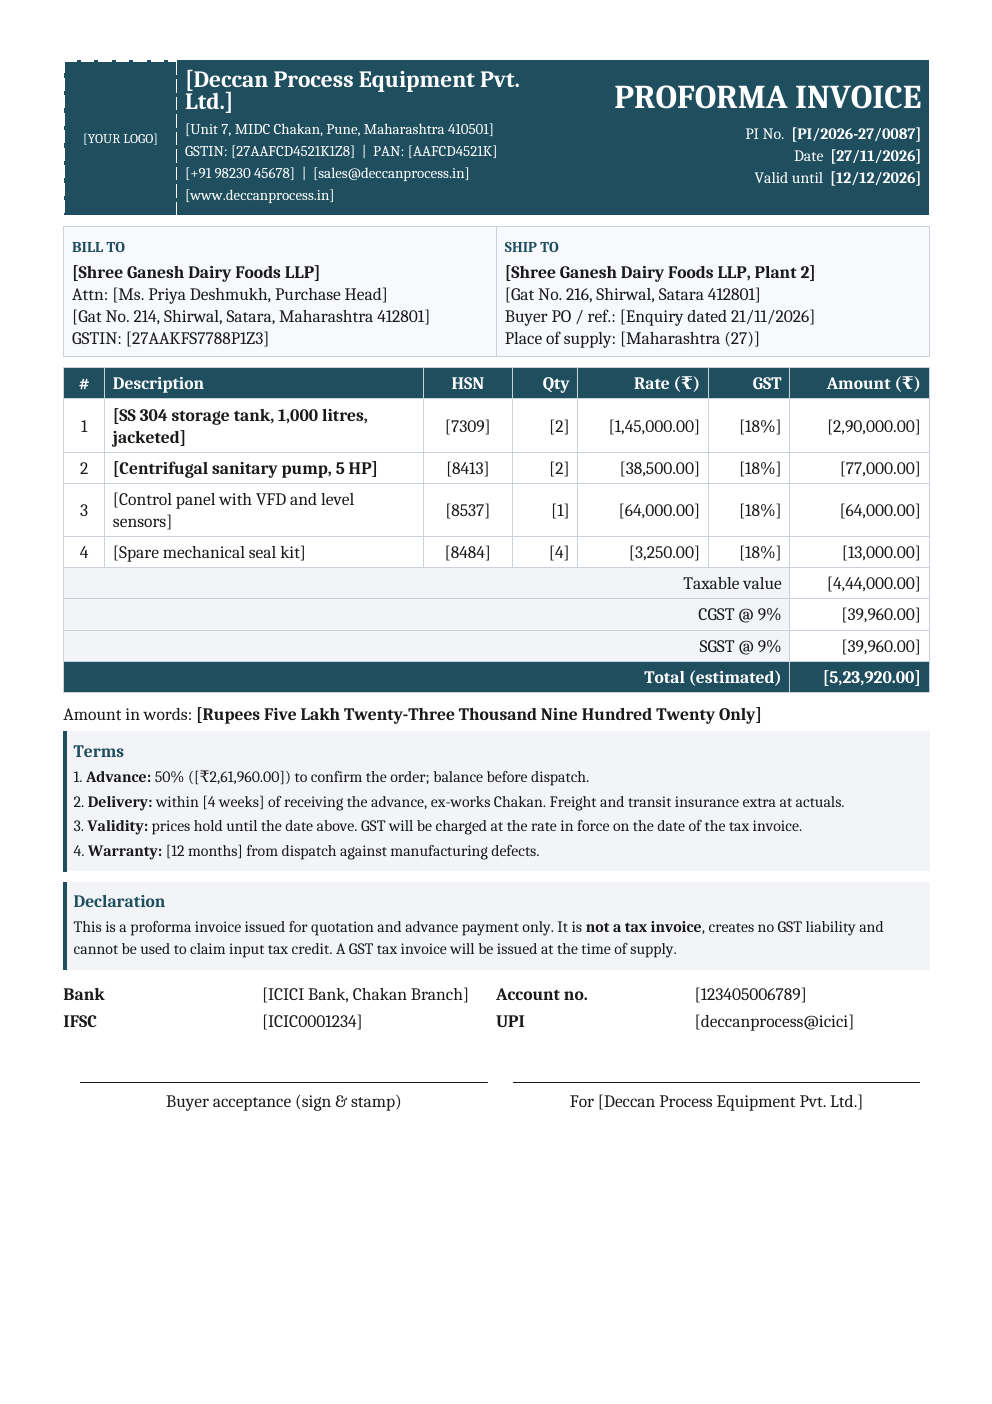 [YOUR LOGO]
[Deccan Process Equipment Pvt.
Ltd.]
[Unit 7, MIDC Chakan, Pune, Maharashtra 410501]
GSTIN: [27AAFCD4521K1Z8] | PAN: [AAFCD4521K]
[+91 98230 45678] | [sales@deccanprocess.in]
[www.deccanprocess.in]
PROFORMA INVOICE
PI No. [PI/2026-27/0087]
Date [27/11/2026]
Valid until [12/12/2026]
BILL TO
[Shree Ganesh Dairy Foods LLP]
Attn: [Ms. Priya Deshmukh, Purchase Head]
[Gat No. 214, Shirwal, Satara, Maharashtra 412801]
GSTIN: [27AAKFS7788P1Z3]
SHIP TO
[Shree Ganesh Dairy Foods LLP, Plant 2]
[Gat No. 216, Shirwal, Satara 412801]
Buyer PO / ref.: [Enquiry dated 21/11/2026]
Place of supply: [Maharashtra (27)]
# Description HSN Qty Rate (₹) GST Amount (₹)
1 [SS 304 storage tank, 1,000 litres, jacketed] [7309] [2] [1,45,000.00] [18%] [2,90,000.00]
2 [Centrifugal sanitary pump, 5 HP] [8413] [2] [38,500.00] [18%] [77,000.00]
3 [Control panel with VFD and level sensors] [8537] [1] [64,000.00] [18%] [64,000.00]
4 [Spare mechanical seal kit] [8484] [4] [3,250.00] [18%] [13,000.00]
Taxable value [4,44,000.00]
CGST @ 9% [39,960.00]
SGST @ 9% [39,960.00]
Total (estimated) [5,23,920.00]
Amount in words: [Rupees Five Lakh Twenty-Three Thousand Nine Hundred Twenty Only]
Terms
1. Advance: 50% ([₹2,61,960.00]) to confirm the order; balance before dispatch.
2. Delivery: within [4 weeks] of receiving the advance, ex-works Chakan. Freight and transit insurance extra at actuals.
3. Validity: prices hold until the date above. GST will be charged at the rate in force on the date of the tax invoice.
4. Warranty: [12 months] from dispatch against manufacturing defects.
Declaration
This is a proforma invoice issued for quotation and advance payment only. It is not a tax invoice, creates no GST liability and
cannot be used to claim input tax credit. A GST tax invoice will be issued at the time of supply.
Bank [ICICI Bank, Chakan Branch] Account no. [123405006789]
IFSC [ICIC0001234] UPI [deccanprocess@icici]
Buyer acceptance (sign & stamp)
For [Deccan Process Equipment Pvt. Ltd.]